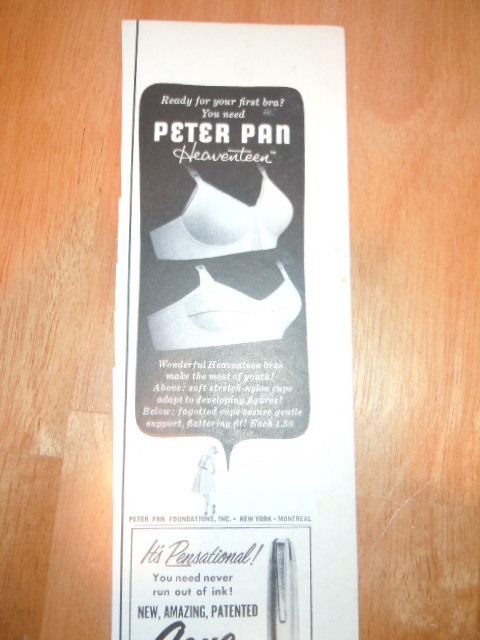 Ready for your first bra?
You need
PETER PAN
Heaventeen™
Wonderful Heaventeen bras
make the most of youth!
Above: soft stretch-nylon cups
adapt to developing figures!
Below: fagotted cups assure gentle
support, flattering fit! Each 1.50
PETER PAN FOUNDATIONS, INC. • NEW YORK • MONTREAL
It's Pensational!
You need never
run out of ink!
NEW, AMAZING, PATENTED